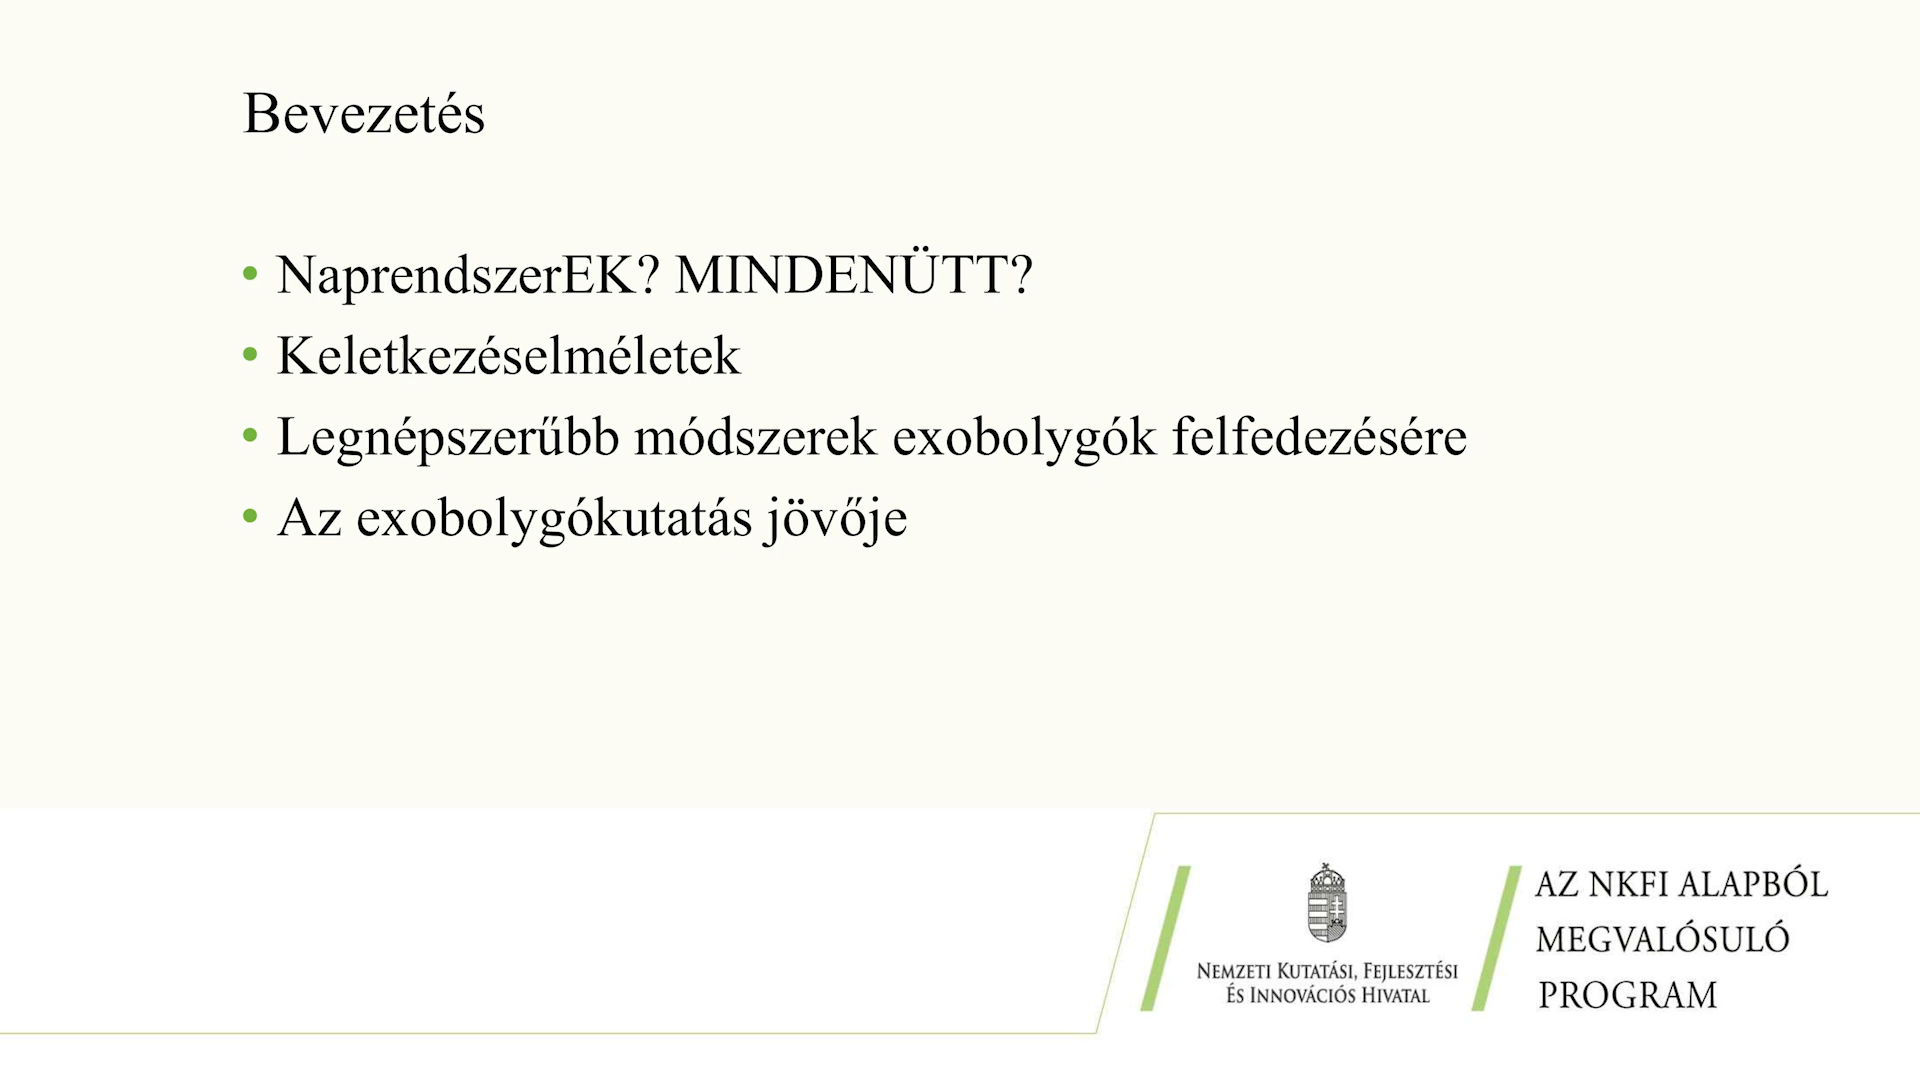 Bevezetés
• NaprendszerEK? MINDENÜTT?
• Keletkezéselméletek
• Legnépszerűbb módszerek exobolygók felfedezésére
• Az exobolygókutatás jövője
NEMZETI KUTATÁSI, FEJLESZTÉSI
ÉS INNOVÁCIÓS HIVATAL
AZ NKFI ALAPBÓL
MEGVALÓSULÓ
PROGRAM